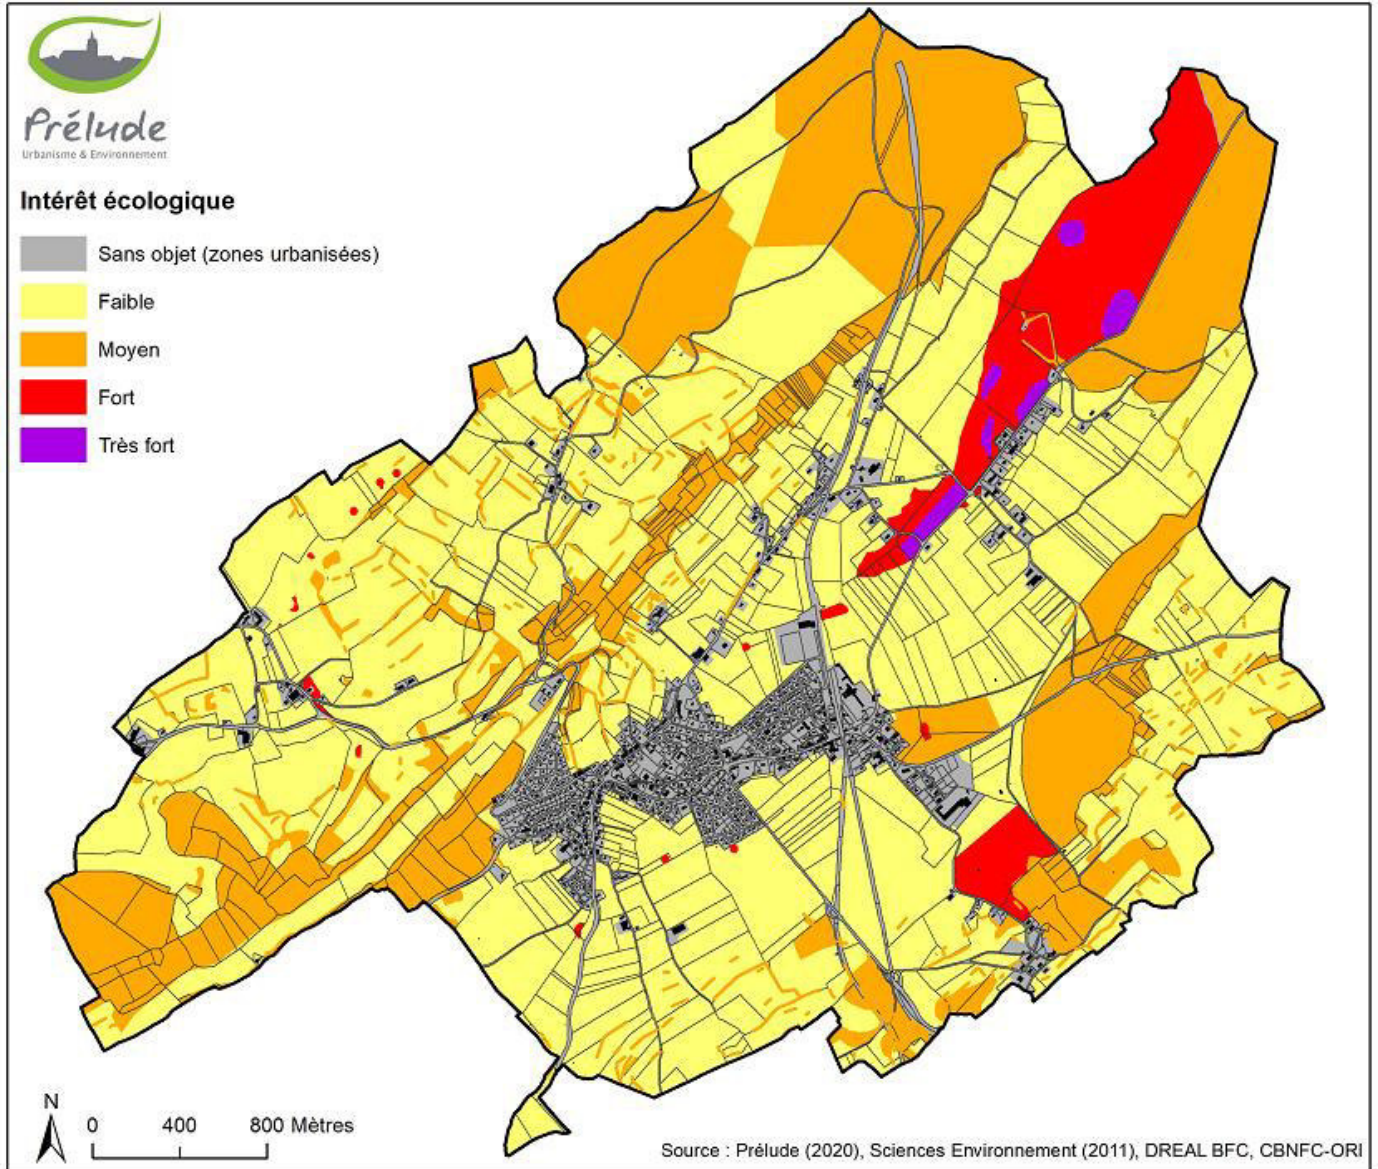 Prélude
Urbanisme & Environnement
Intérêt écologique
Sans objet (zones urbanisées)
Faible
Moyen
Fort
Très fort
N
0 400 800 Mètres
Source : Prélude (2020), Sciences Environnement (2011), DREAL BFC, CBNFC-ORI